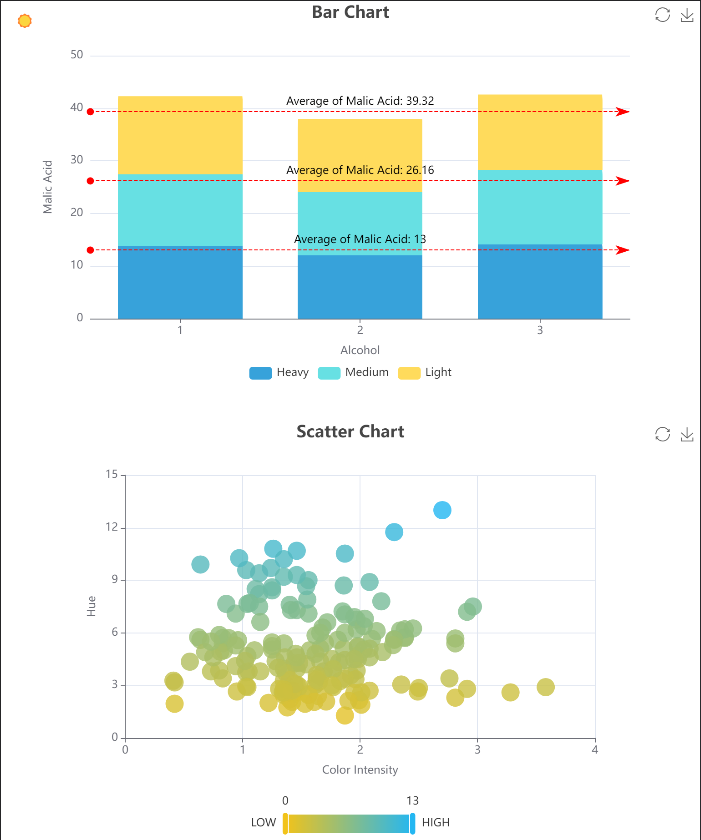 Bar Chart
50
40
30
20
10
0
Malic Acid
Average of Malic Acid: 39.32
Average of Malic Acid: 26.16
Average of Malic Acid: 13
1 2 3
Alcohol
Heavy Medium Light
Scatter Chart
15
12
9
6
3
0
Hue
0 1 2 3 4
Color Intensity
0 13
LOW HIGH